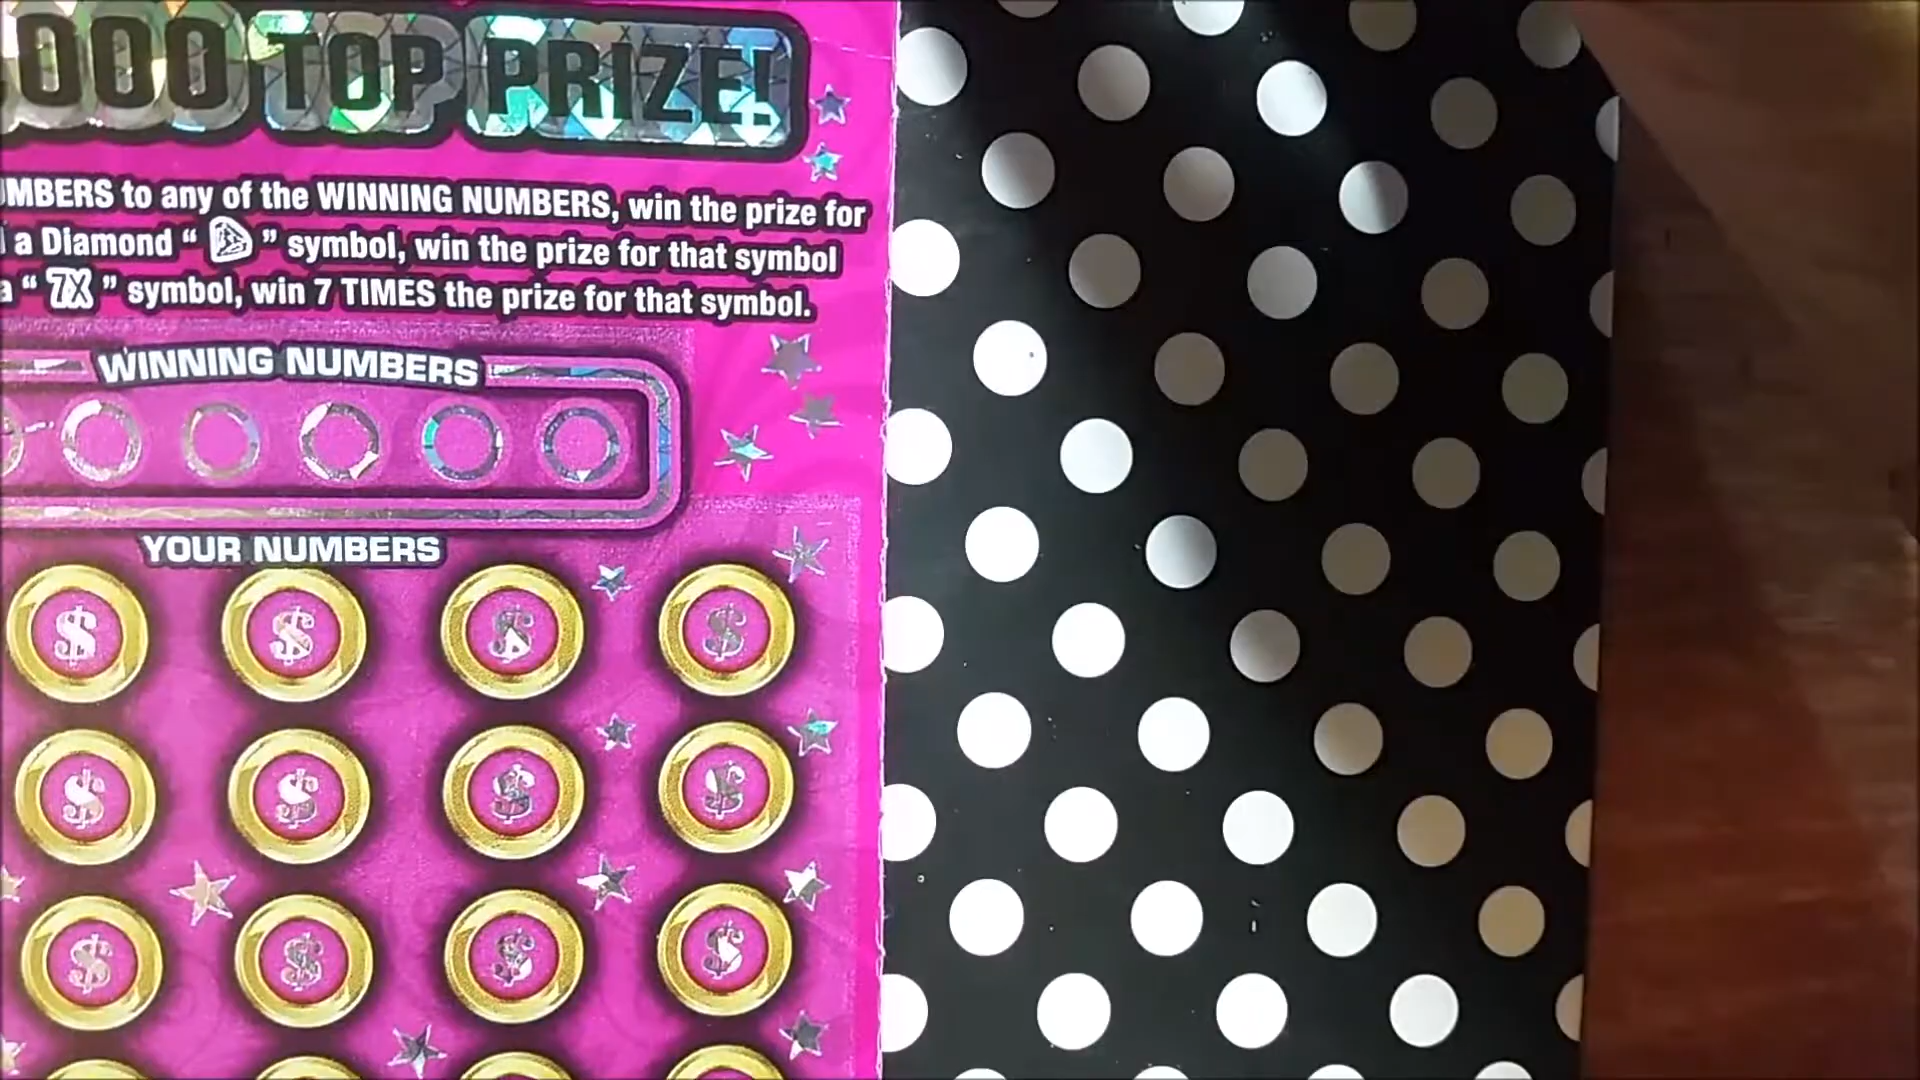 000 TOP PRIZE!
UMBERS to any of the WINNING NUMBERS, win the prize for
a Diamond “ ” symbol, win the prize for that symbol
a “ 7X ” symbol, win 7 TIMES the prize for that symbol.
WINNING NUMBERS
YOUR NUMBERS
$ $ $ $
$ $ $ $
$ $ $ $